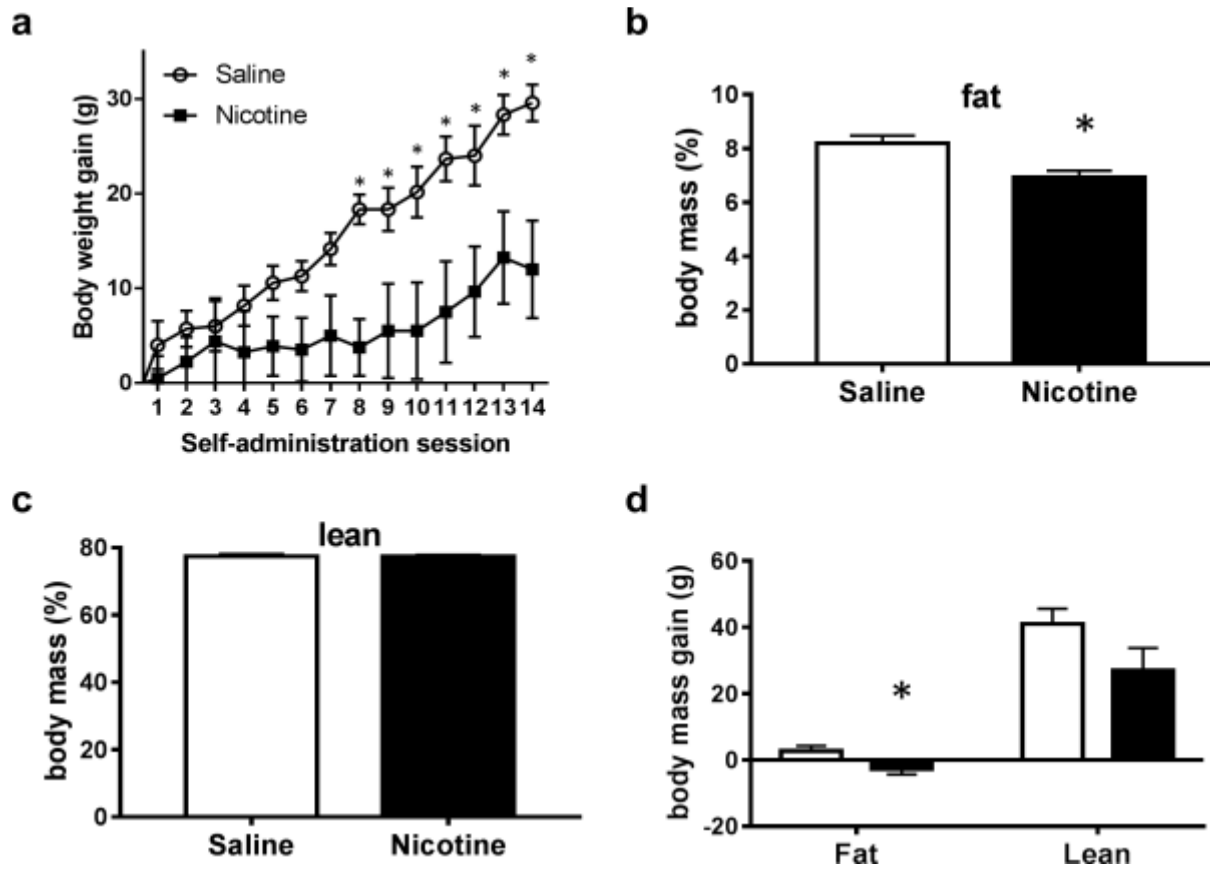 a
Saline
Nicotine
Body weight gain (g)
30
20
10
0
* * * * * * *
1 2 3 4 5 6 7 8 9 10 11 12 13 14
Self-administration session
b
fat
*
body mass (%)
10
8
6
4
2
0
Saline Nicotine
c
lean
body mass (%)
80
60
40
20
0
Saline Nicotine
d
body mass gain (g)
60
40
20
0
-20
*
Fat Lean